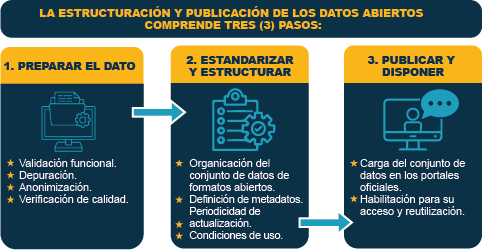 LA ESTRUCTURACIÓN Y PUBLICACIÓN DE LOS DATOS ABIERTOS
COMPRENDE TRES (3) PASOS:
1. PREPARAR EL DATO
Validación funcional.
Depuración.
Anonimización.
Verificación de calidad.
2. ESTANDARIZAR
Y ESTRUCTURAR
Organicación del
conjunto de datos de
formatos abiertos.
Definición de metadatos.
Periodicidad de
actualización.
Condiciones de uso.
3. PUBLICAR Y
DISPONER
Carga del conjunto de
datos en los portales
oficiales.
Habilitación para su
acceso y reutilización.